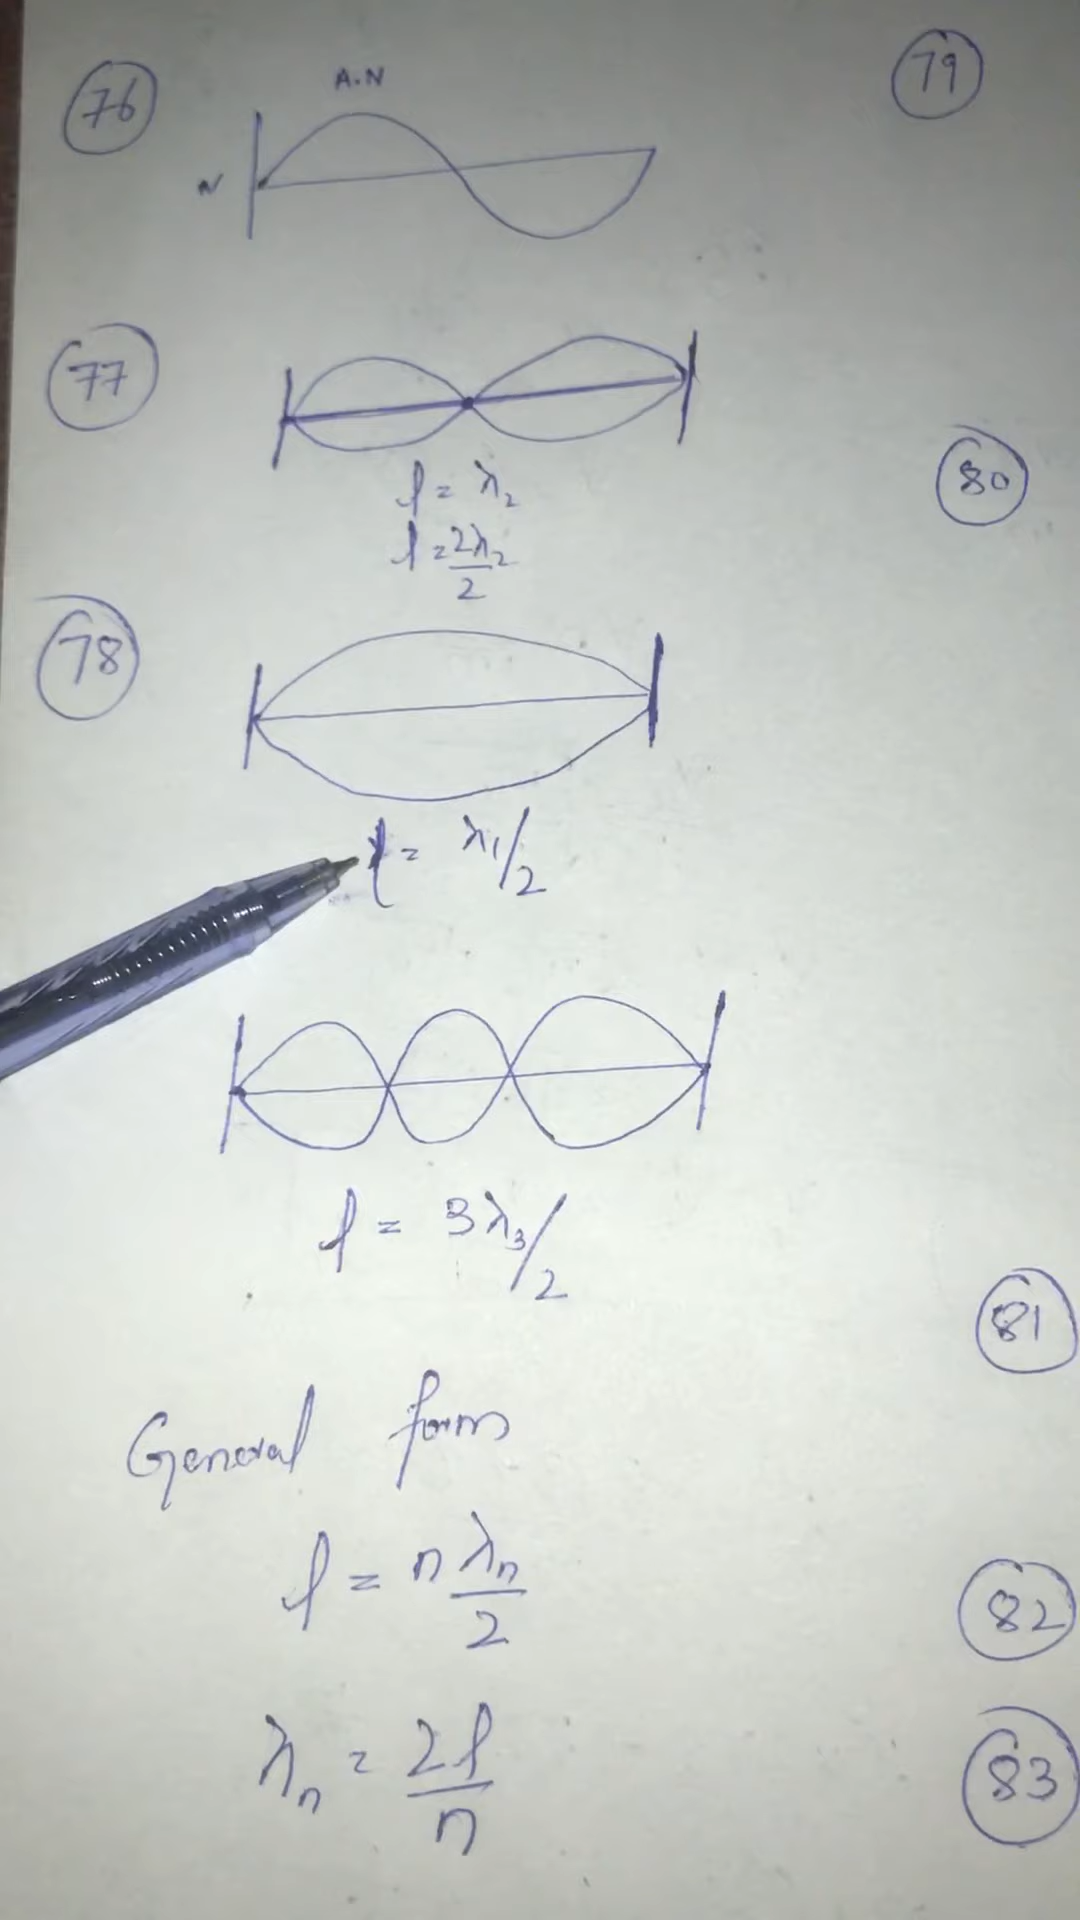 76
A.N
79
N
77
l = λ₂
80
l = 2λ₂/2
78
l = λ₁/2
l = 3λ₃/2
81
General form
l = n λₙ/2
82
λₙ = 2l/n
83